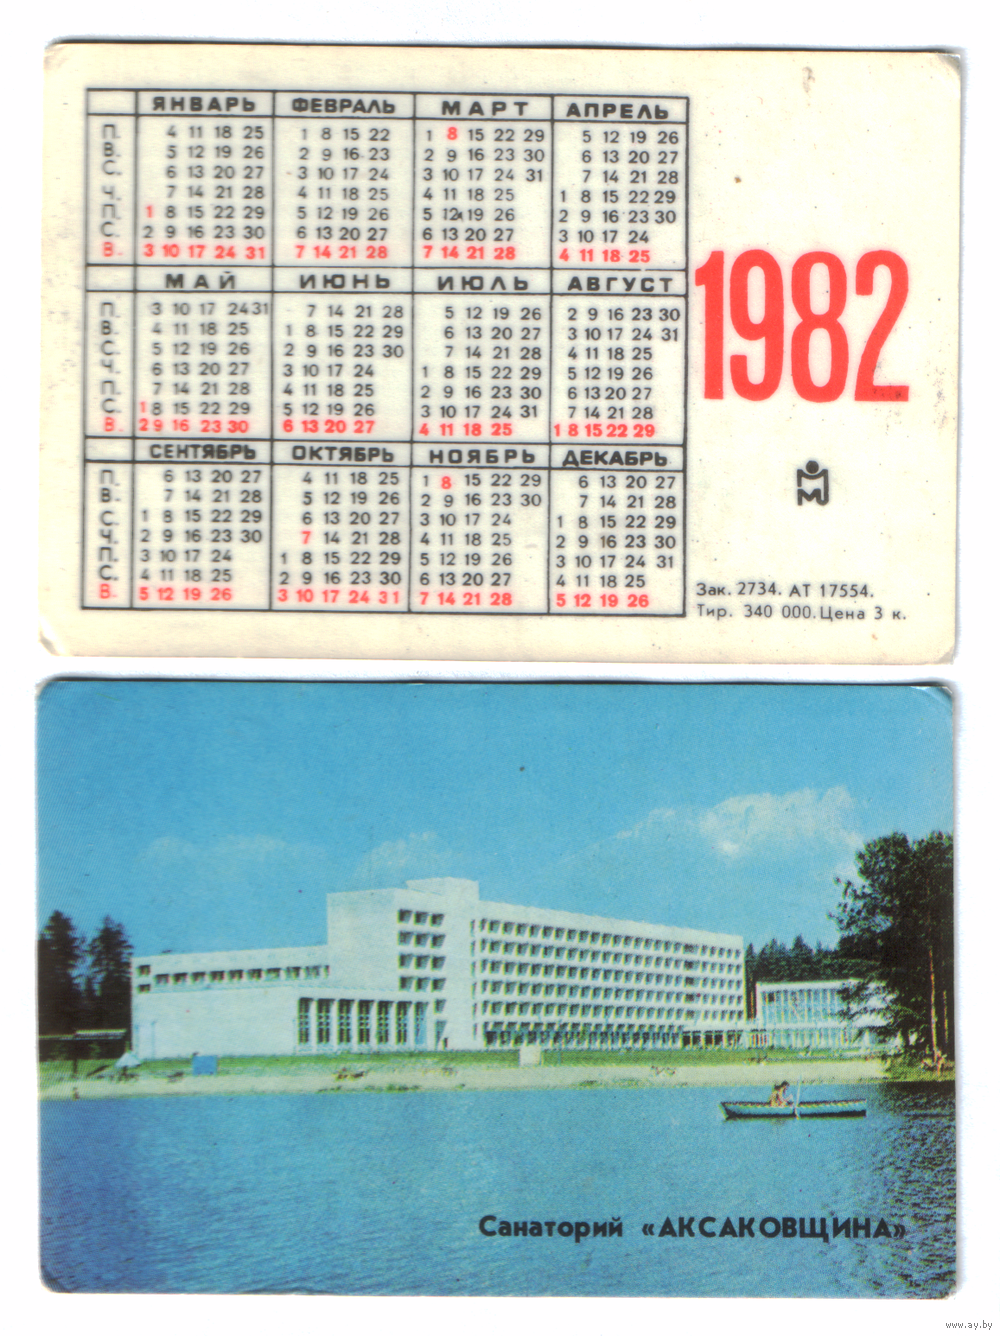 ЯНВАРЬ ФЕВРАЛЬ МАРТ АПРЕЛЬ
П. 4 11 18 25 1 8 15 22 1 8 15 22 29 5 12 19 26
В. 5 12 19 26 2 9 16 23 2 9 16 23 30 6 13 20 27
С. 6 13 20 27 3 10 17 24 3 10 17 24 31 7 14 21 28
Ч. 7 14 21 28 4 11 18 25 4 11 18 25 1 8 15 22 29
П. 1 8 15 22 29 5 12 19 26 5 12 19 26 2 9 16 23 30
С. 2 9 16 23 30 6 13 20 27 6 13 20 27 3 10 17 24
В. 3 10 17 24 31 7 14 21 28 7 14 21 28 4 11 18 25
МАЙ ИЮНЬ ИЮЛЬ АВГУСТ
П. 3 10 17 24 31 7 14 21 28 5 12 19 26 2 9 16 23 30
В. 4 11 18 25 1 8 15 22 29 6 13 20 27 3 10 17 24 31
С. 5 12 19 26 2 9 16 23 30 7 14 21 28 4 11 18 25
Ч. 6 13 20 27 3 10 17 24 1 8 15 22 29 5 12 19 26
П. 7 14 21 28 4 11 18 25 2 9 16 23 30 6 13 20 27
С. 1 8 15 22 29 5 12 19 26 3 10 17 24 31 7 14 21 28
В. 2 9 16 23 30 6 13 20 27 4 11 18 25 1 8 15 22 29
СЕНТЯБРЬ ОКТЯБРЬ НОЯБРЬ ДЕКАБРЬ
П. 6 13 20 27 4 11 18 25 1 8 15 22 29 6 13 20 27
В. 7 14 21 28 5 12 19 26 2 9 16 23 30 7 14 21 28
С. 1 8 15 22 29 6 13 20 27 3 10 17 24 1 8 15 22 29
Ч. 2 9 16 23 30 7 14 21 28 4 11 18 25 2 9 16 23 30
П. 3 10 17 24 1 8 15 22 29 5 12 19 26 3 10 17 24 31
С. 4 11 18 25 2 9 16 23 30 6 13 20 27 4 11 18 25
В. 5 12 19 26 3 10 17 24 31 7 14 21 28 5 12 19 26
1982
Зак. 2734. АТ 17554.
Тир. 340 000. Цена 3 к.
Санаторий «АКСАКОВЩИНА»
www.ay.by